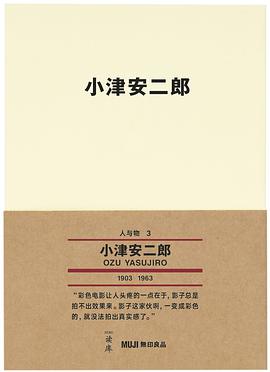 小津安二郎
人与物 3
小津安二郎
OZU YASUJIRO
1903 1963
“彩色电影让人头疼的一点在于，影子总是
拍不出效果来。影子这家伙啊，一变成彩色
的，就没法拍出真实感了。”
读库 MUJI 無印良品